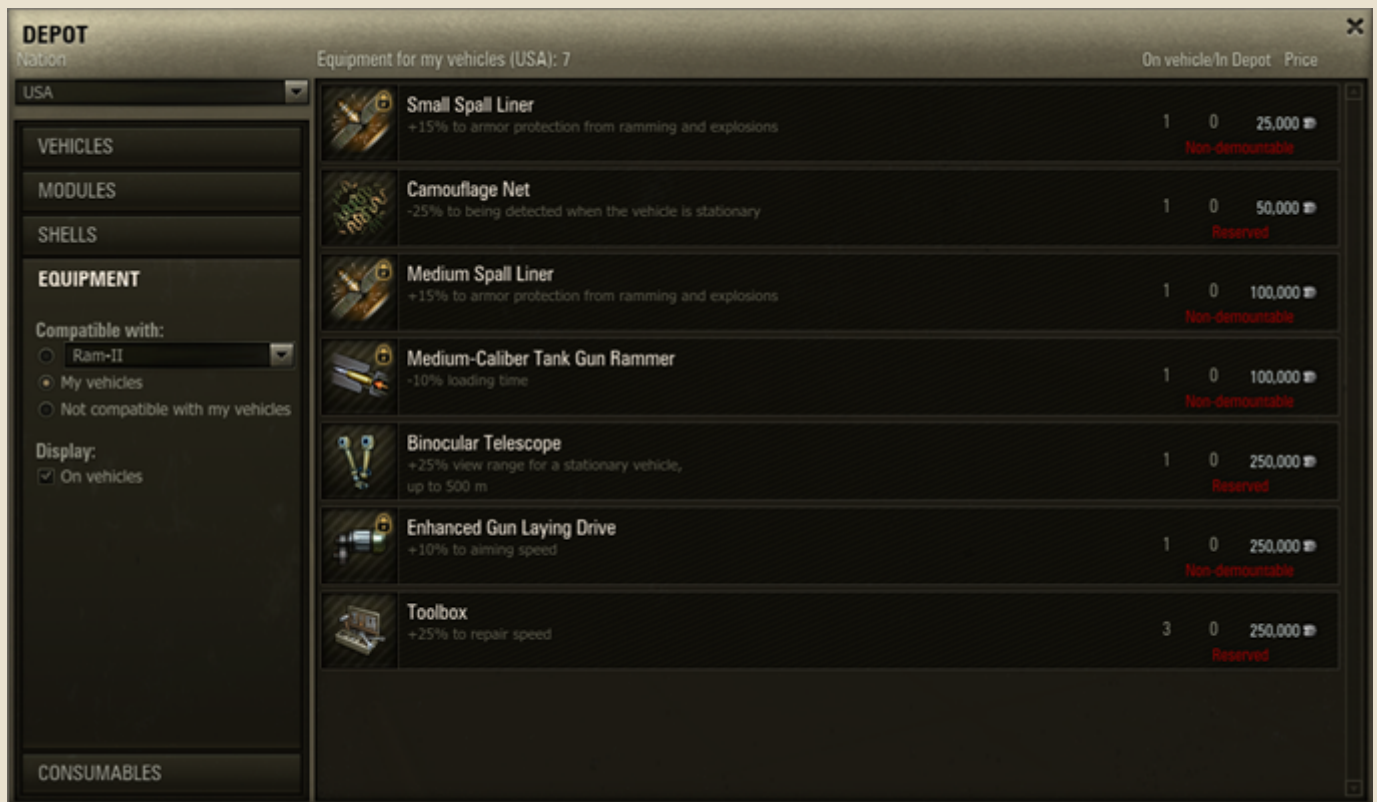 DEPOT
Nation
Equipment for my vehicles (USA): 7
On vehicle/In Depot Price
USA
VEHICLES
MODULES
SHELLS
EQUIPMENT
Compatible with:
Ram-II
My vehicles
Not compatible with my vehicles
Display:
On vehicles
CONSUMABLES
Small Spall Liner
+15% to armor protection from ramming and explosions
1 0 25,000
Non-demountable
Camouflage Net
-25% to being detected when the vehicle is stationary
1 0 50,000
Reserved
Medium Spall Liner
+15% to armor protection from ramming and explosions
1 0 100,000
Non-demountable
Medium-Caliber Tank Gun Rammer
-10% loading time
1 0 100,000
Non-demountable
Binocular Telescope
+25% view range for a stationary vehicle,
up to 500 m
1 0 250,000
Reserved
Enhanced Gun Laying Drive
+10% to aiming speed
1 0 250,000
Non-demountable
Toolbox
+25% to repair speed
3 0 250,000
Reserved